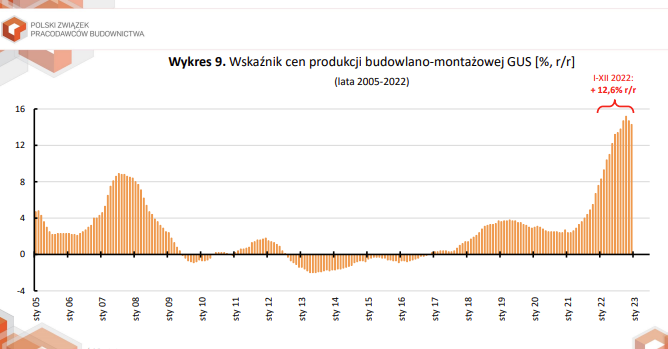 POLSKI ZWIĄZEK
PRACODAWCÓW BUDOWNICTWA
Wykres 9. Wskaźnik cen produkcji budowlano-montażowej GUS [%, r/r]
(lata 2005-2022)
I-XII 2022:
+ 12,6% r/r
16
12
8
4
0
-4
sty 05
sty 06
sty 07
sty 08
sty 09
sty 10
sty 11
sty 12
sty 13
sty 14
sty 15
sty 16
sty 17
sty 18
sty 19
sty 20
sty 21
sty 22
sty 23